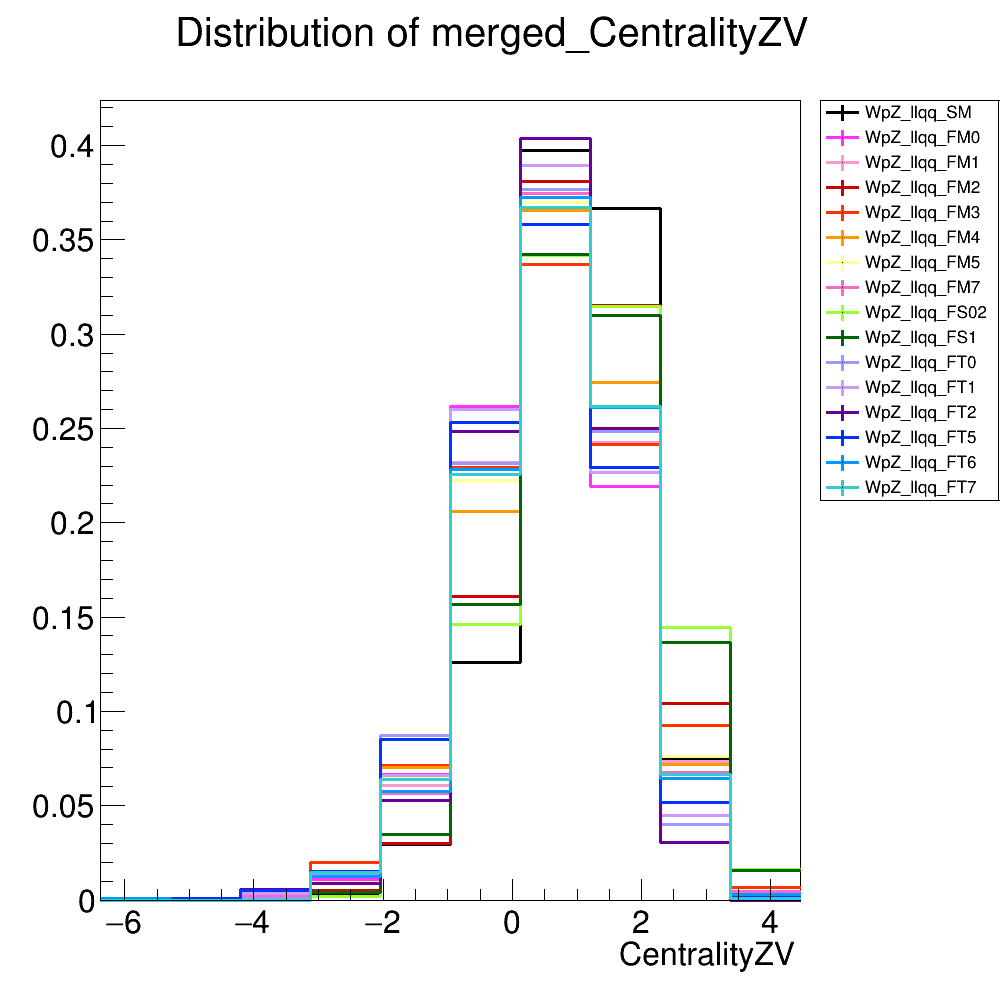 Distribution of merged_CentralityZV
0.4
0.35
0.3
0.25
0.2
0.15
0.1
0.05
0
−6 −4 −2 0 2 4
CentralityZV
WpZ_llqq_SM
WpZ_llqq_FM0
WpZ_llqq_FM1
WpZ_llqq_FM2
WpZ_llqq_FM3
WpZ_llqq_FM4
WpZ_llqq_FM5
WpZ_llqq_FM7
WpZ_llqq_FS02
WpZ_llqq_FS1
WpZ_llqq_FT0
WpZ_llqq_FT1
WpZ_llqq_FT2
WpZ_llqq_FT5
WpZ_llqq_FT6
WpZ_llqq_FT7